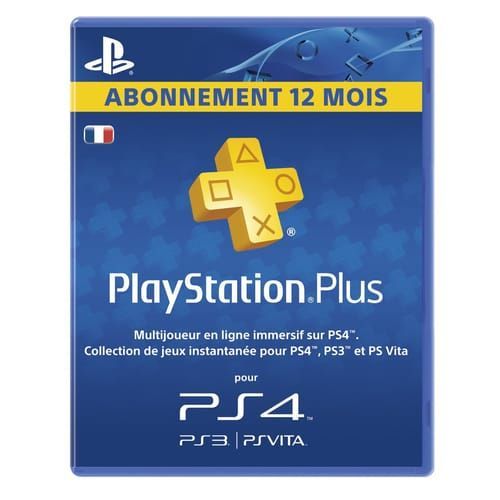 ABONNEMENT 12 MOIS
PlayStation®Plus
Multijoueur en ligne immersif sur PS4™.
Collection de jeux instantanée pour PS4™, PS3™ et PS Vita
pour
PS4™
PS3 | PSVITA